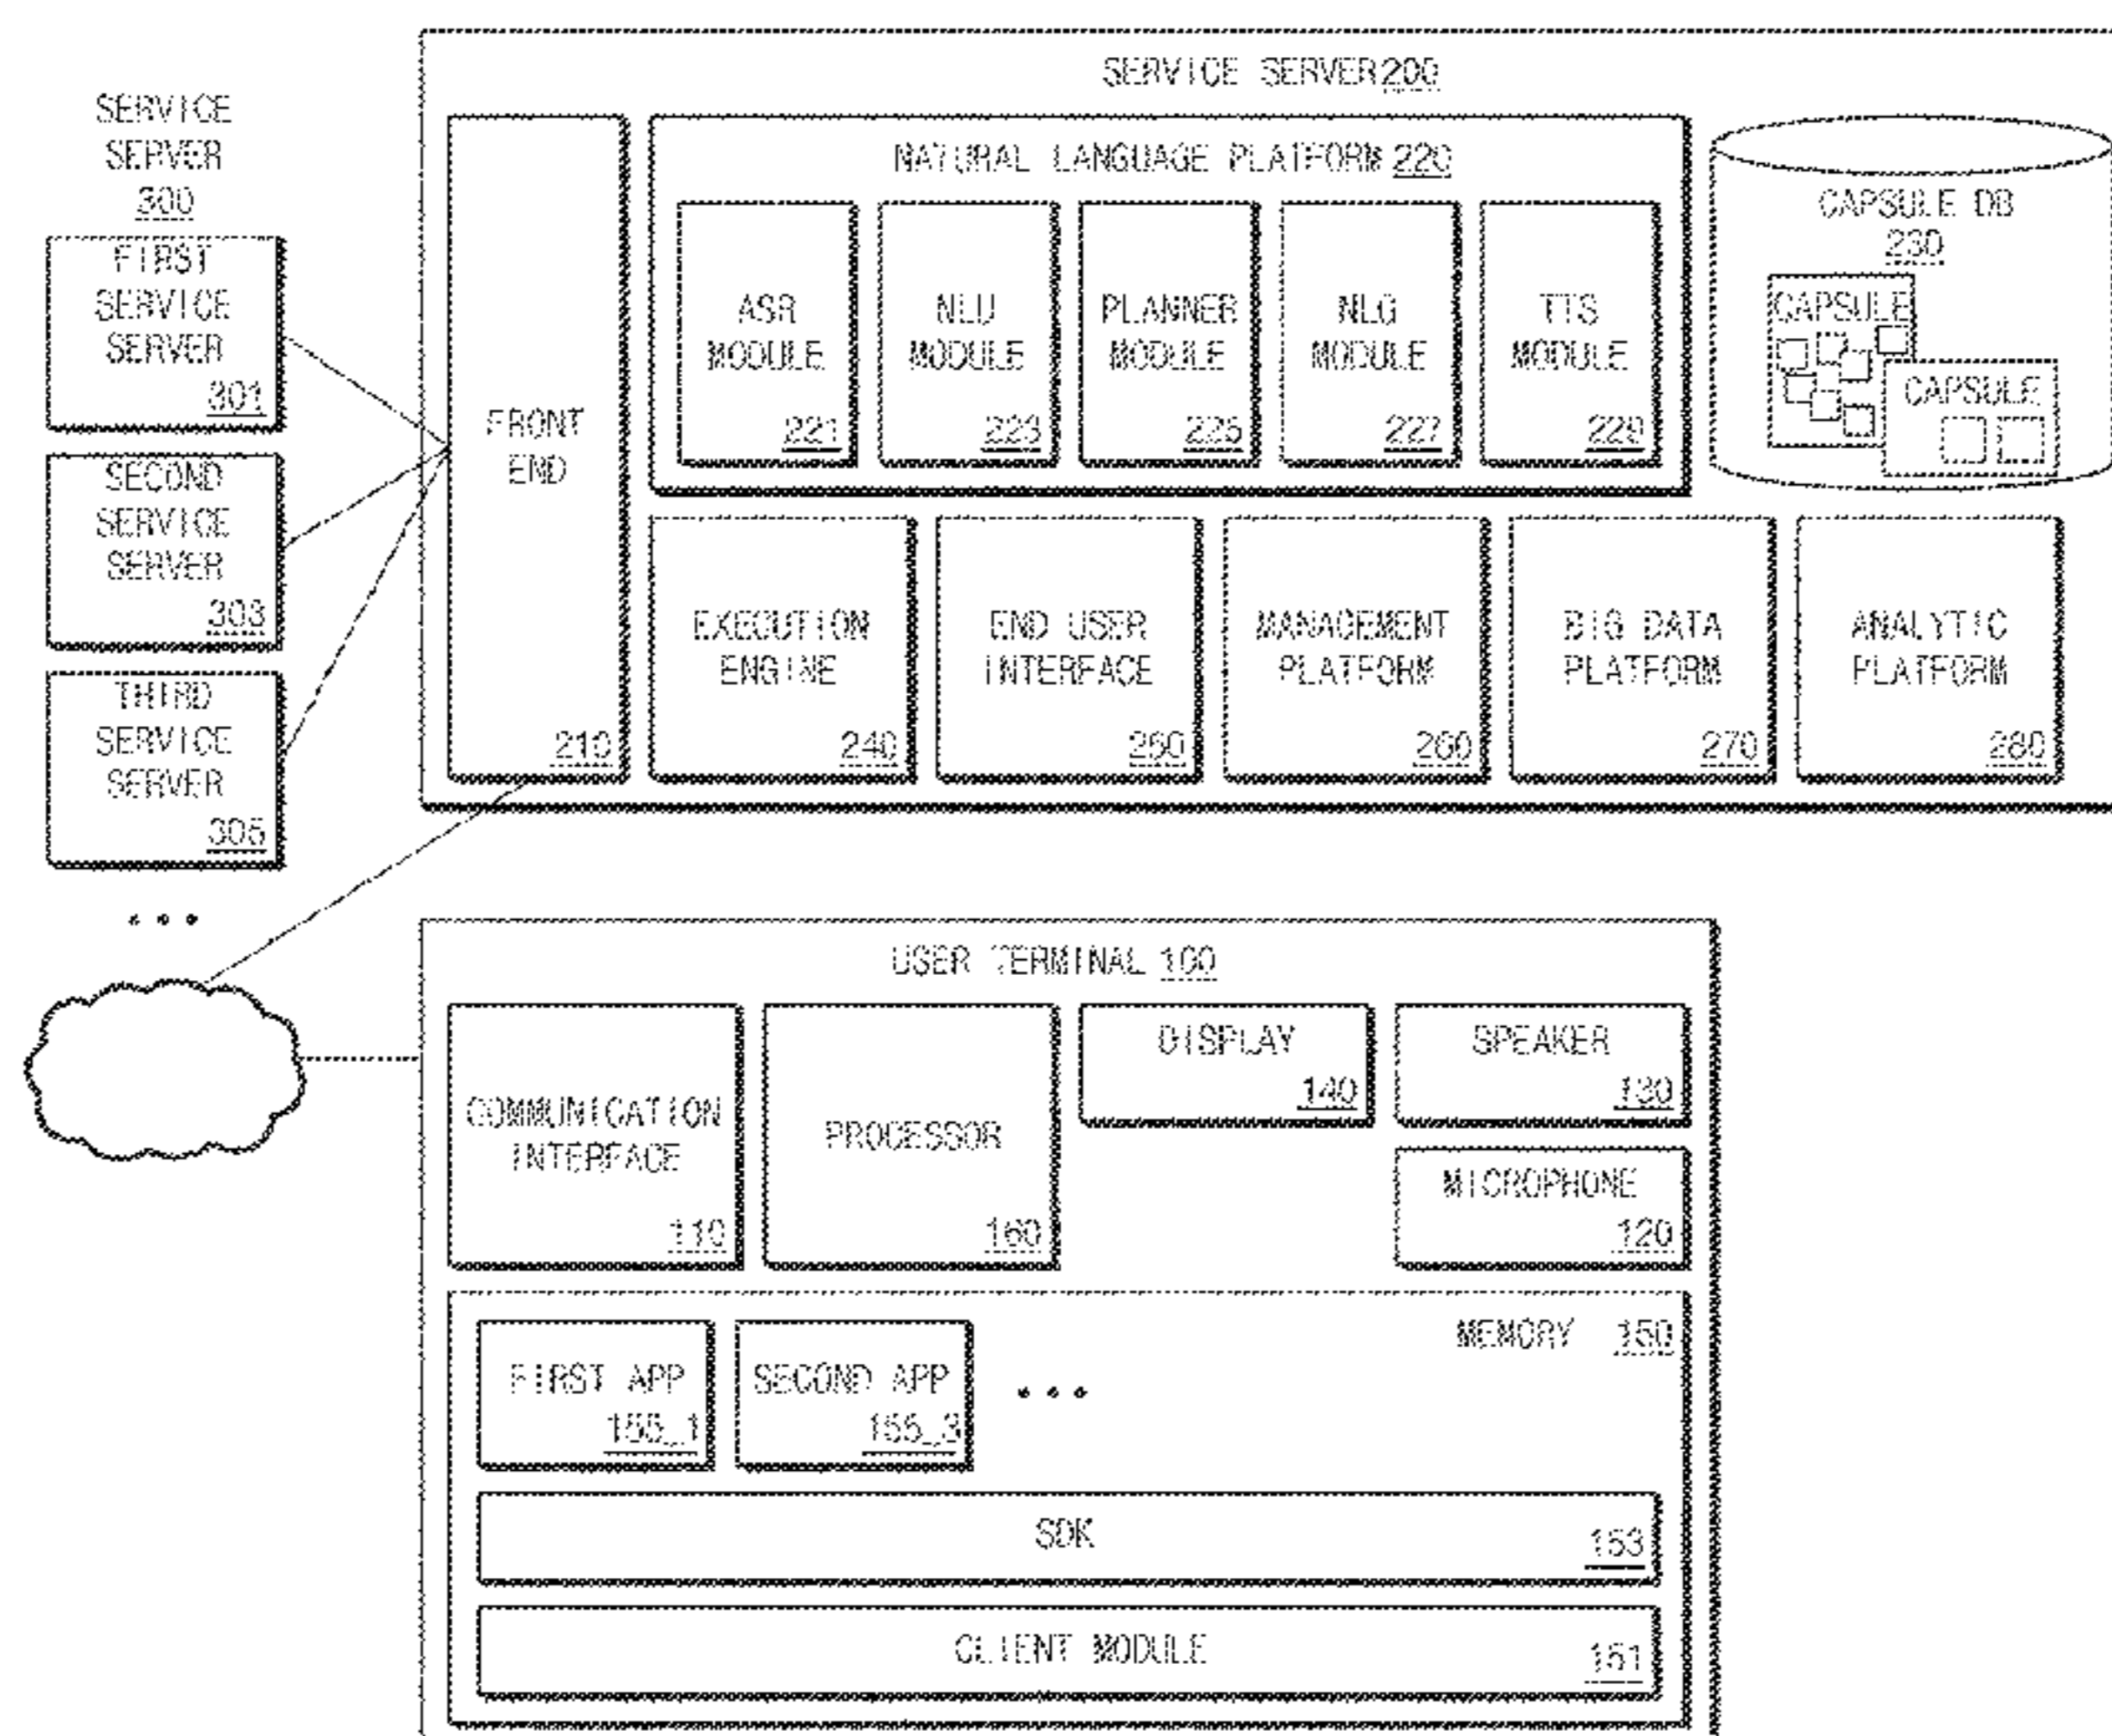 SERVICE
SERVER
300
FIRST
SERVICE
SERVER
301
SECOND
SERVICE
SERVER
303
THIRD
SERVICE
SERVER
305
• • •
SERVICE SERVER 200
FRONT
END
210
NATURAL LANGUAGE PLATFORM 220
ASR
MODULE
221
NLU
MODULE
223
PLANNER
MODULE
225
NLG
MODULE
227
TTS
MODULE
229
CAPSULE DB
230
CAPSULE
CAPSULE
EXECUTION
ENGINE
240
END USER
INTERFACE
250
MANAGEMENT
PLATFORM
260
BIG DATA
PLATFORM
270
ANALYTIC
PLATFORM
280
USER TERMINAL 100
COMMUNICATION
INTERFACE
110
PROCESSOR
160
DISPLAY
140
SPEAKER
130
MICROPHONE
120
MEMORY 150
FIRST APP
155_1
SECOND APP
155_3
• • •
SDK
153
CLIENT MODULE
151